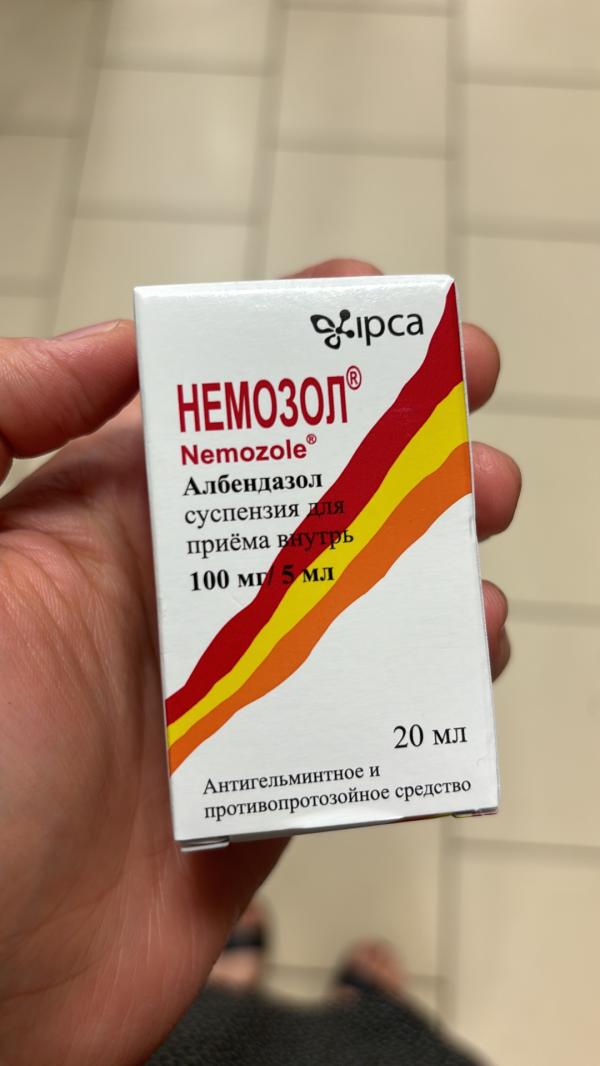 ipca
НЕМОЗОЛ®
Nemozole®
Албендазол
суспензия для
приёма внутрь
100 мг/ 5 мл
20 мл
Антигельминтное и
противопротозойное средство